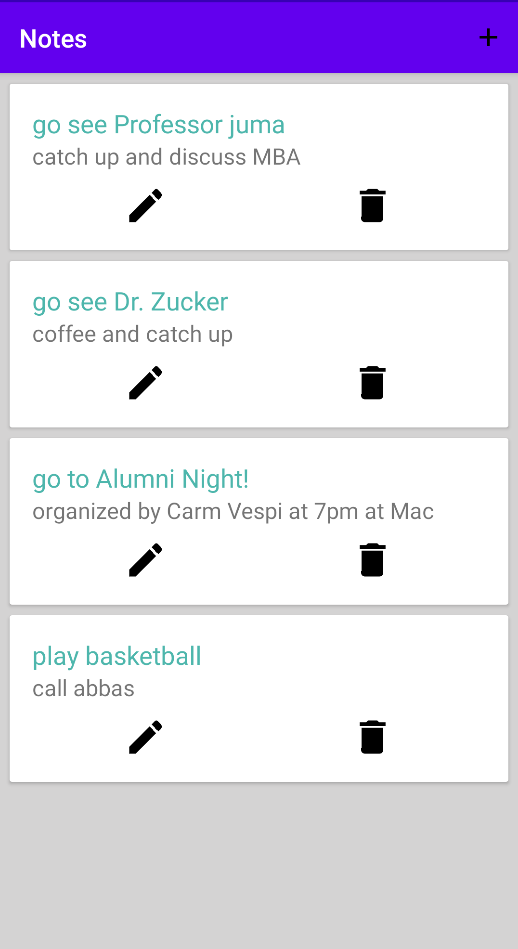 Notes
go see Professor juma
catch up and discuss MBA
go see Dr. Zucker
coffee and catch up
go to Alumni Night!
organized by Carm Vespi at 7pm at Mac
play basketball
call abbas